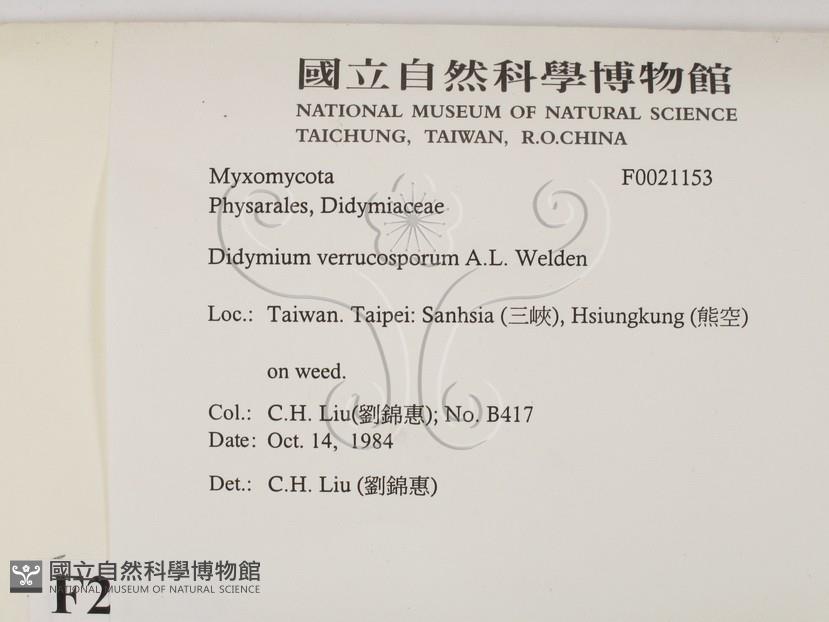 國立自然科學博物館
NATIONAL MUSEUM OF NATURAL SCIENCE
TAICHUNG, TAIWAN, R.O.CHINA
Myxomycota F0021153
Physarales, Didymiaceae
Didymium verrucosporum A.L. Welden
Loc.: Taiwan. Taipei: Sanhsia (三峽), Hsiungkung (熊空)
on weed.
Col.: C.H. Liu(劉錦惠); No. B417
Date: Oct. 14, 1984
Det.: C.H. Liu (劉錦惠)
國立自然科學博物館
NATIONAL MUSEUM OF NATURAL SCIENCE
F2